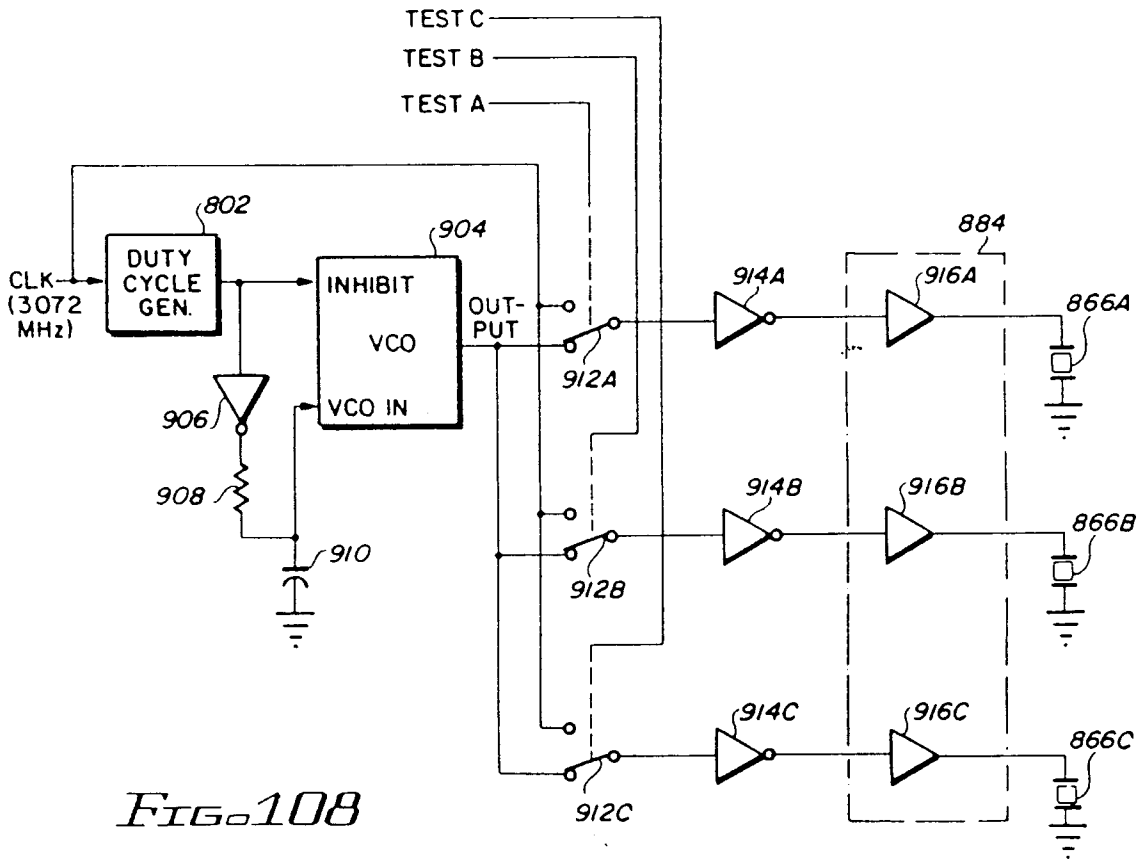 TEST C
TEST B
TEST A
802
904
884
CLK
(3072
MHz)
DUTY
CYCLE
GEN.
INHIBIT
VCO
VCO IN
OUT-
PUT
906
908
910
912A
914A
916A
866A
912B
914B
916B
866B
912C
914C
916C
866C
FIG. 108